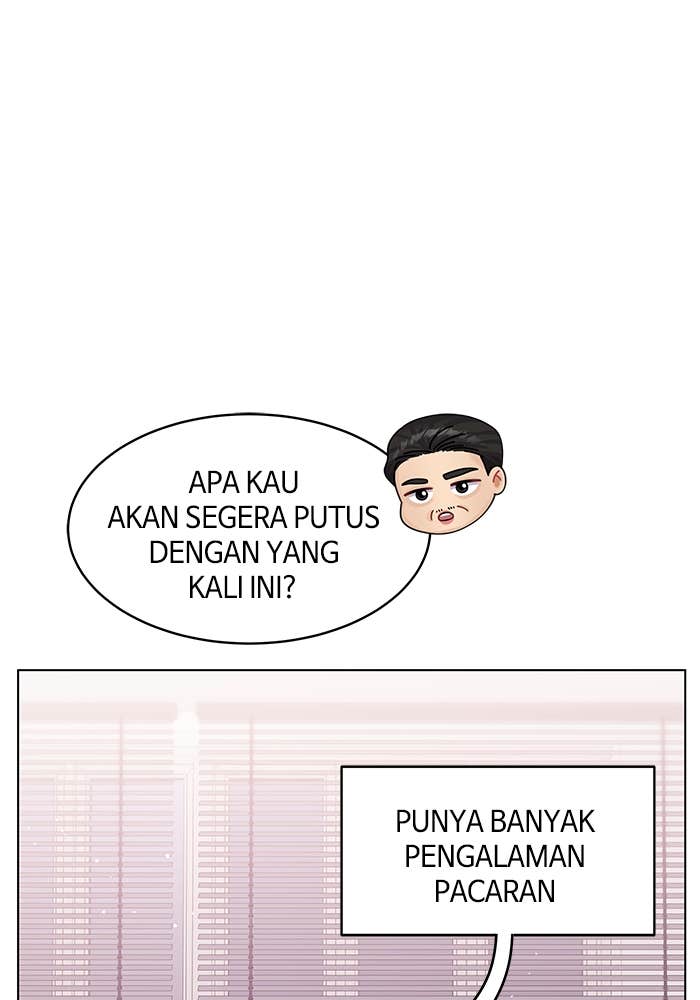 APA KAU
AKAN SEGERA PUTUS
DENGAN YANG
KALI INI?
PUNYA BANYAK
PENGALAMAN
PACARAN